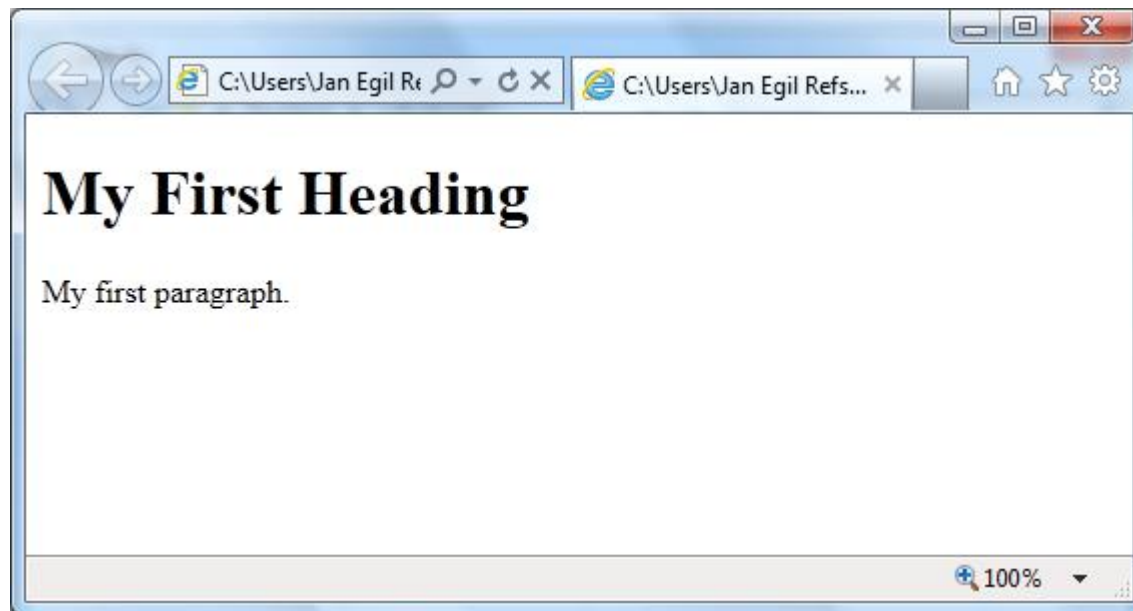 C:\Users\Jan Egil Re
C:\Users\Jan Egil Refs...
My First Heading
My first paragraph.
100%